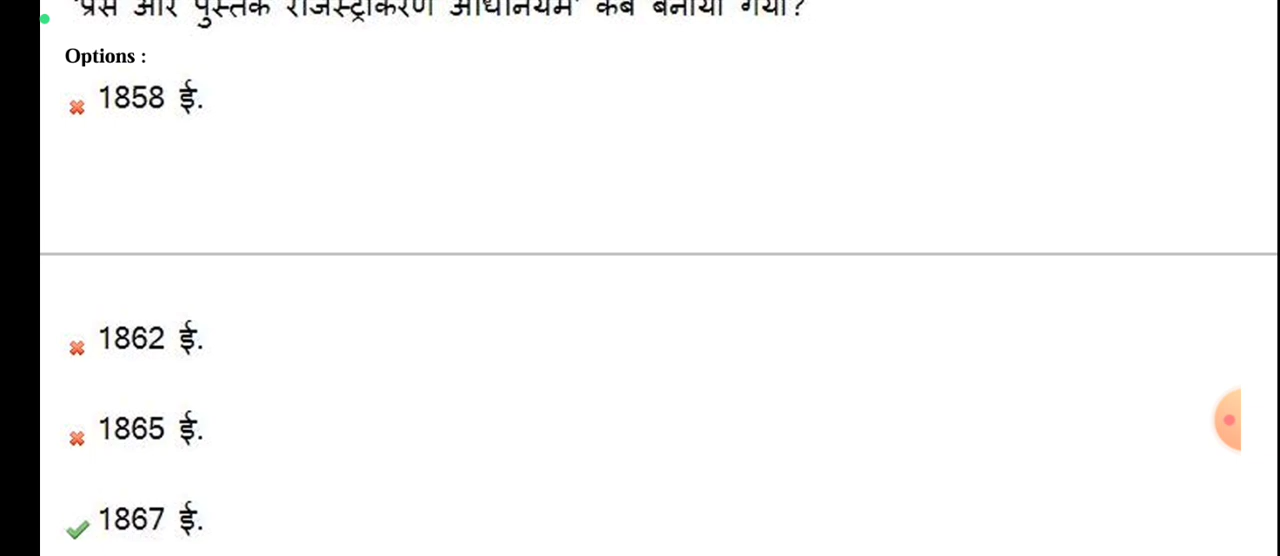 'प्रेस और पुस्तक रजिस्ट्रीकरण अधिनियम' कब बनाया गया?
Options :
1858 ई.
1862 ई.
1865 ई.
1867 ई.